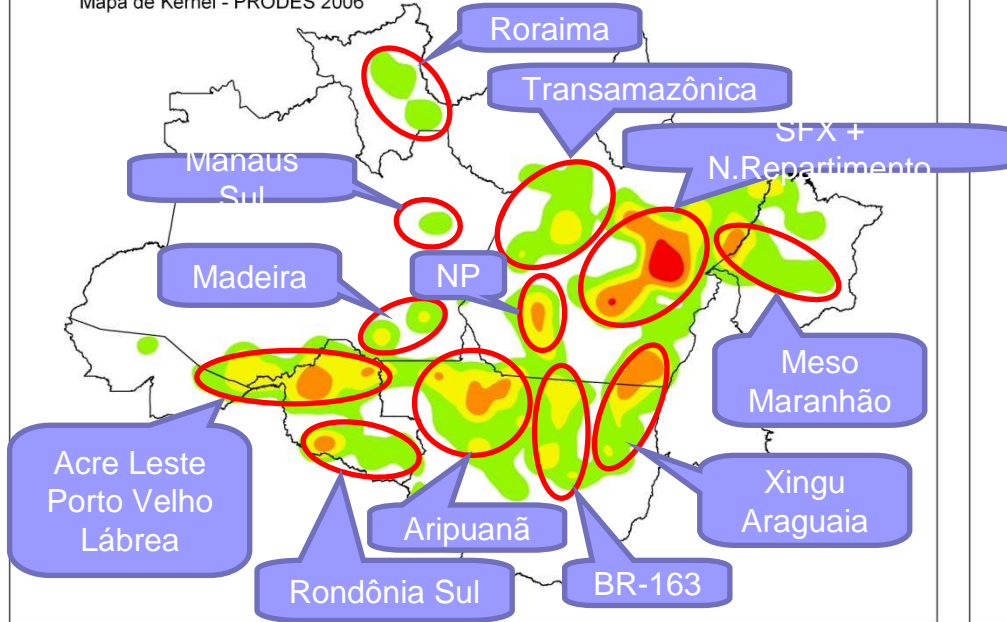 Mapa de Kernel - PRODES 2006
Roraima
Transamazônica
SFX +
N.Repartimento
Manaus
Sul
Madeira
NP
Meso
Maranhão
Acre Leste
Porto Velho
Lábrea
Aripuanã
Xingu
Araguaia
Rondônia Sul
BR-163